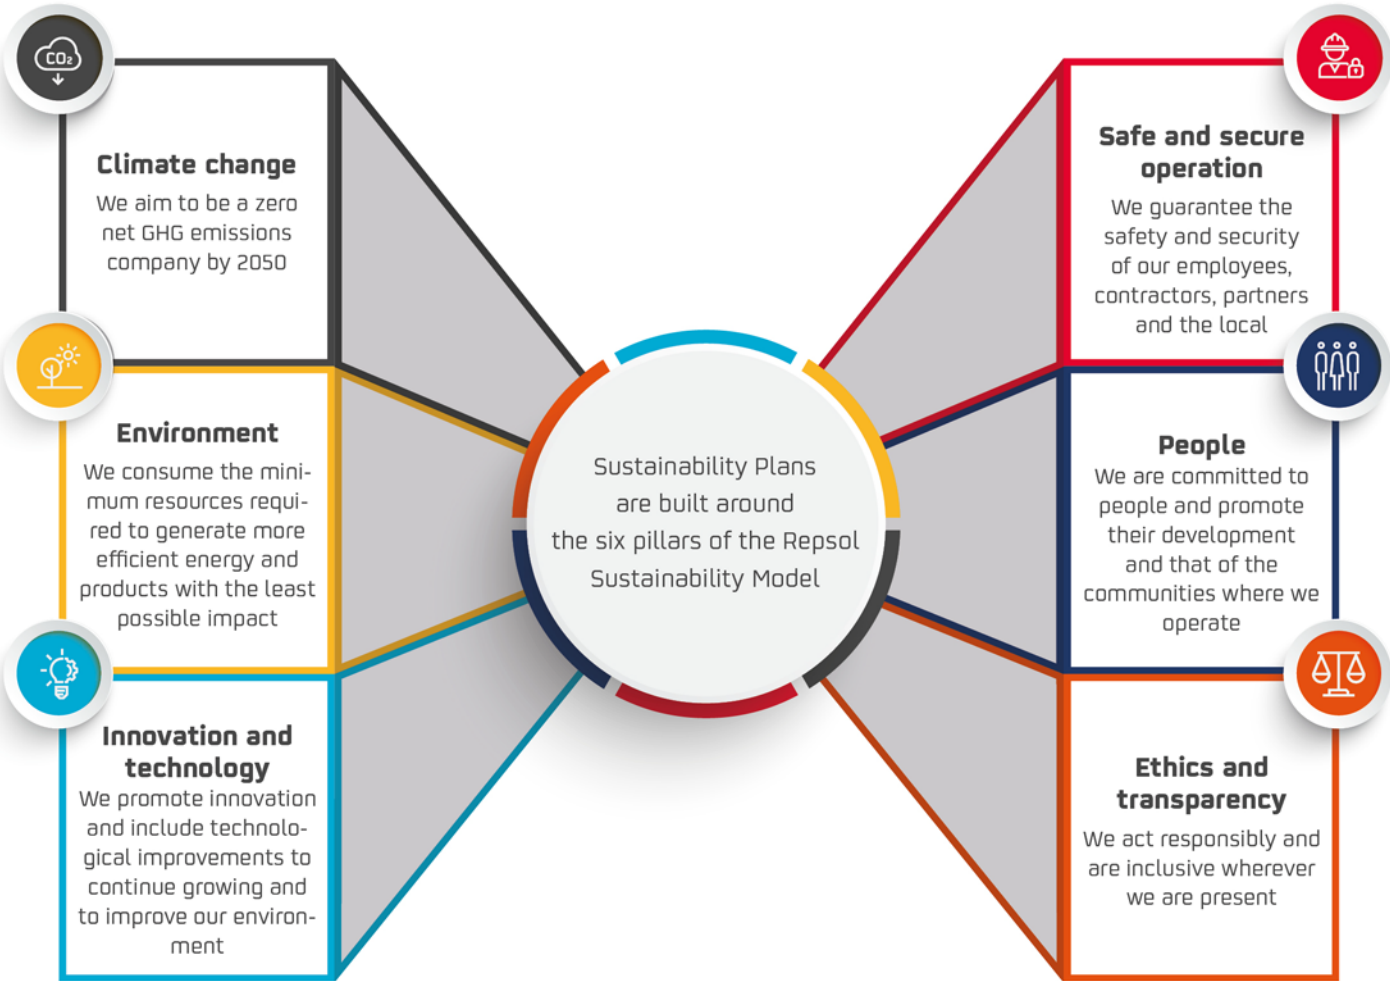 CO₂
Climate change
We aim to be a zero
net GHG emissions
company by 2050
Environment
We consume the mini-
mum resources requi-
red to generate more
efficient energy and
products with the least
possible impact
Innovation and
technology
We promote innovation
and include technolo-
gical improvements to
continue growing and
to improve our environ-
ment
Sustainability Plans
are built around
the six pillars of the Repsol
Sustainability Model
Safe and secure
operation
We guarantee the
safety and security
of our employees,
contractors, partners
and the local
People
We are committed to
people and promote
their development
and that of the
communities where we
operate
Ethics and
transparency
We act responsibly and
are inclusive wherever
we are present